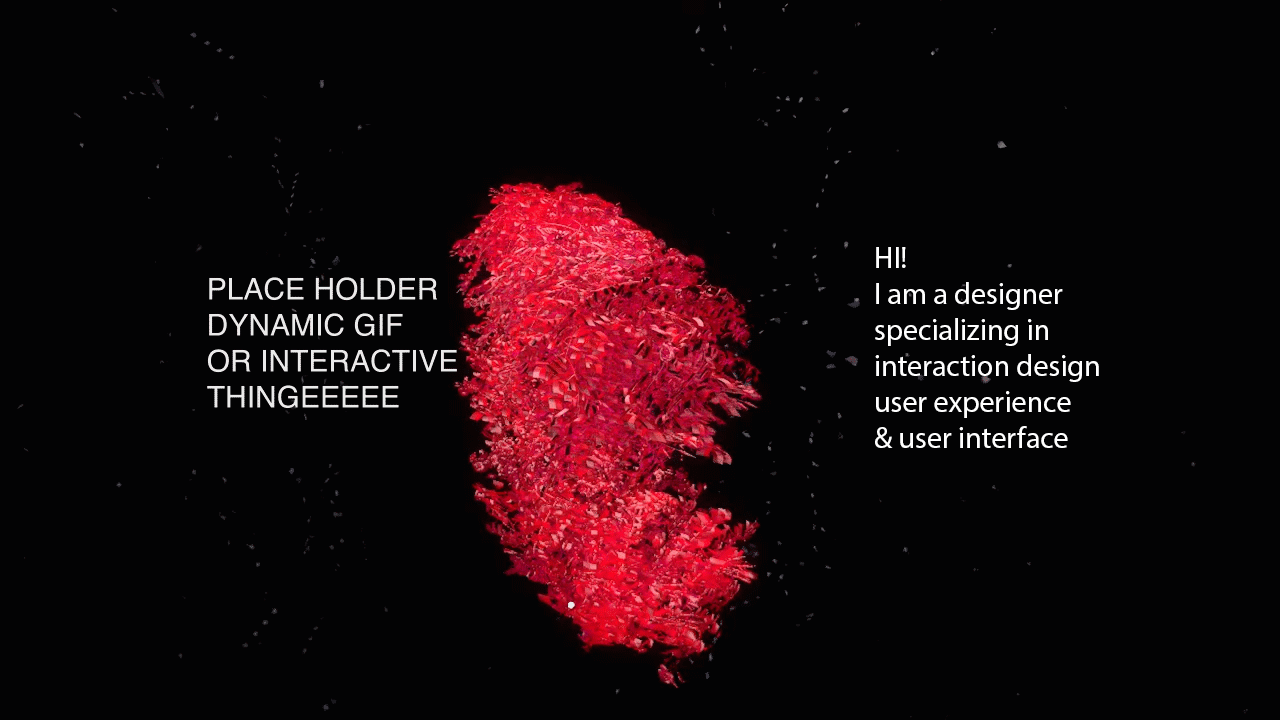 PLACE HOLDER
DYNAMIC GIF
OR INTERACTIVE
THINGEEEEE
HI!
I am a designer
specializing in
interaction design
user experience
& user interface